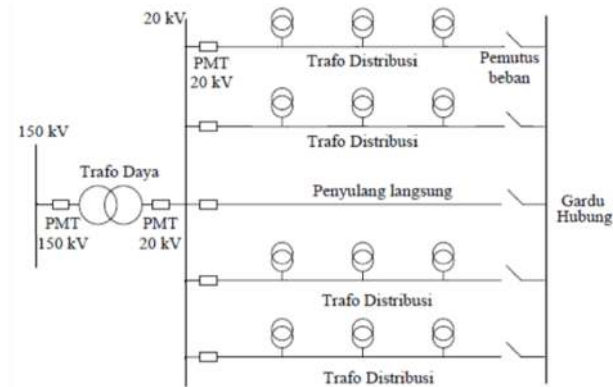 20 kV
PMT
20 kV
Trafo Distribusi
Pemutus
beban
Trafo Distribusi
150 kV
Trafo Daya
PMT
150 kV
PMT
20 kV
Penyulang langsung
Gardu
Hubung
Trafo Distribusi
Trafo Distribusi